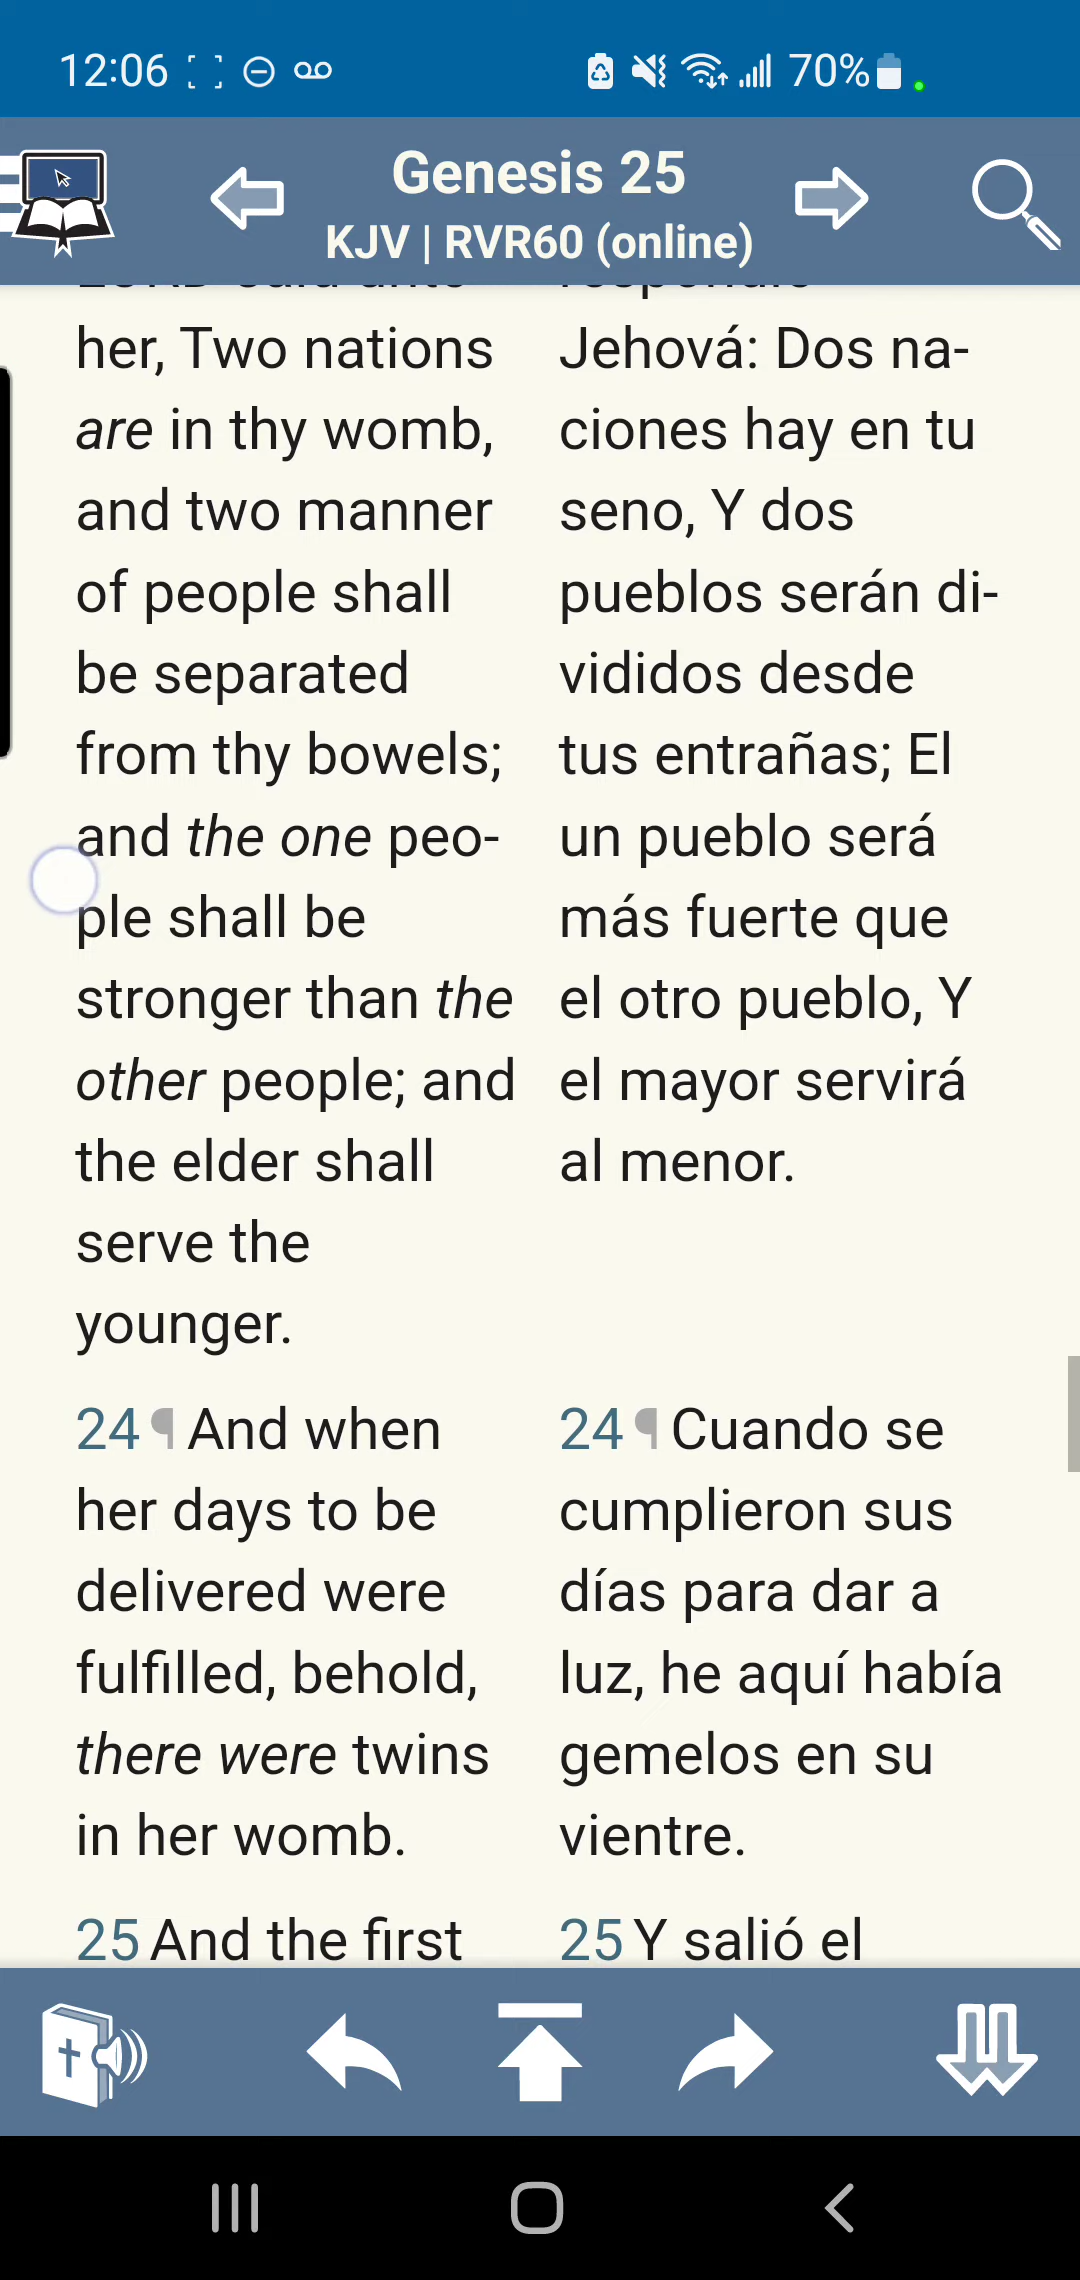 12:06
70%
Genesis 25
KJV | RVR60 (online)
her, Two nations
are in thy womb,
and two manner
of people shall
be separated
from thy bowels;
and the one peo-
ple shall be
stronger than the
other people; and
the elder shall
serve the
younger.
Jehová: Dos na-
ciones hay en tu
seno, Y dos
pueblos serán di-
vididos desde
tus entrañas; El
un pueblo será
más fuerte que
el otro pueblo, Y
el mayor servirá
al menor.
24 ¶ And when
her days to be
delivered were
fulfilled, behold,
there were twins
in her womb.
24 ¶ Cuando se
cumplieron sus
días para dar a
luz, he aquí había
gemelos en su
vientre.
25 And the first
25 Y salió el